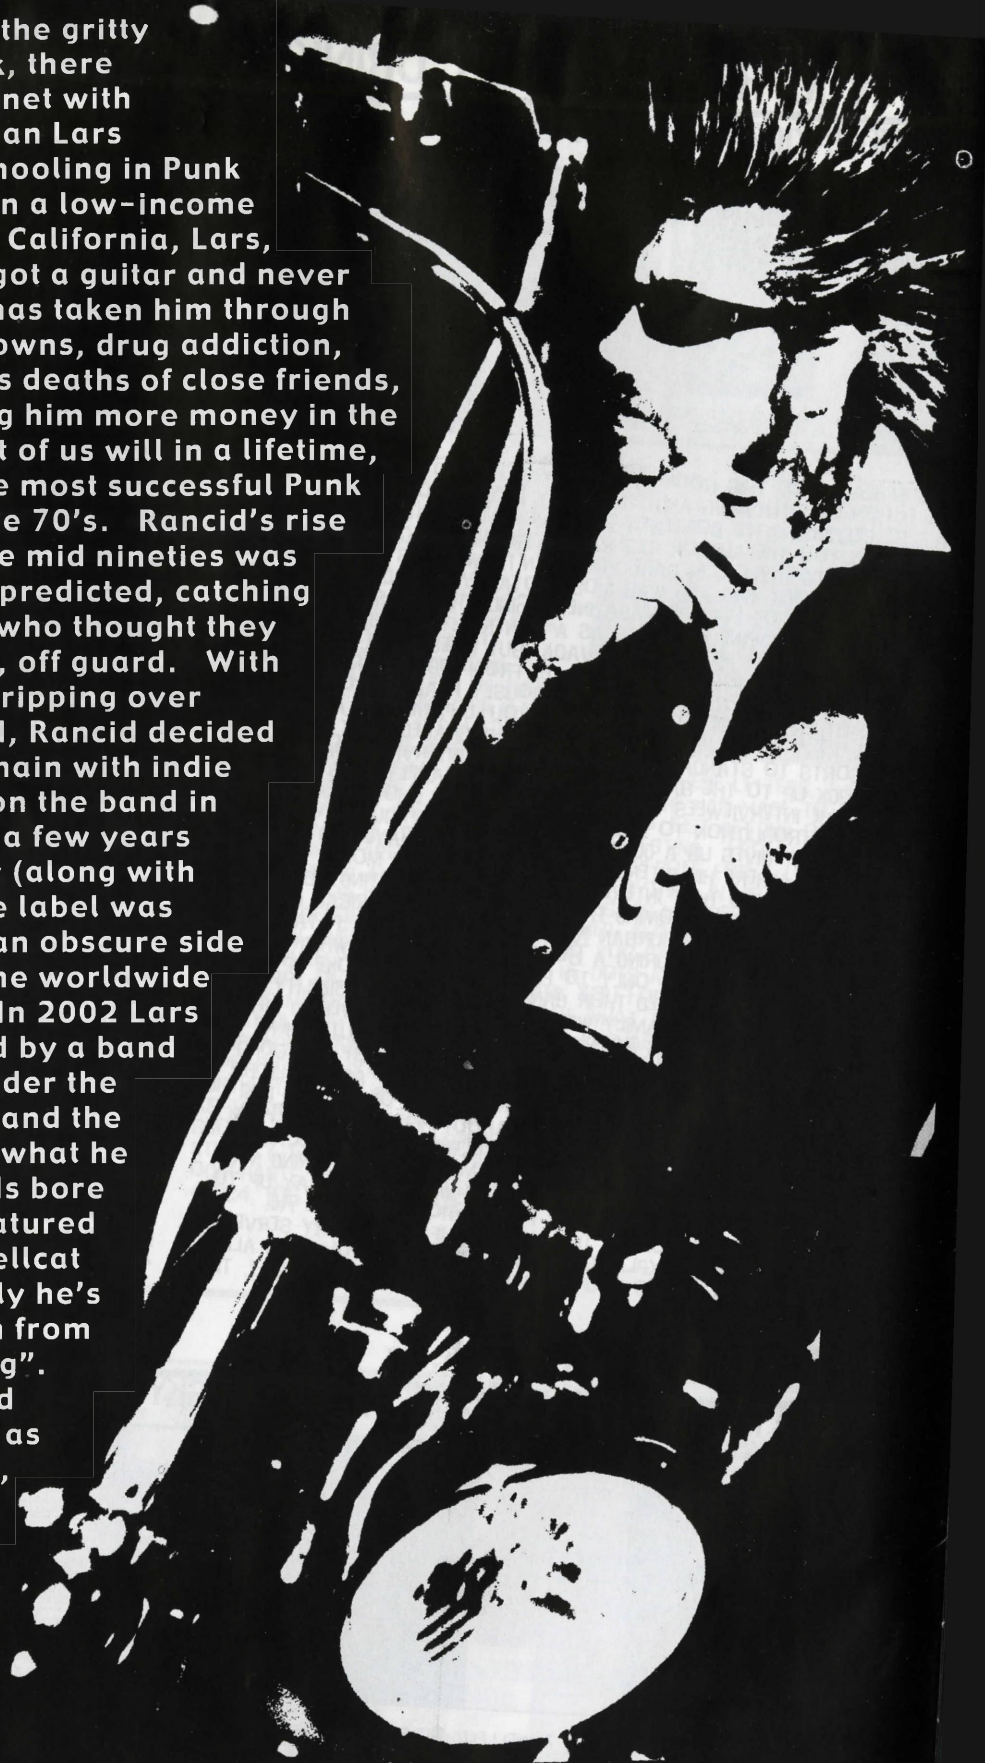 the gritty
there
net with
an Lars
hooling in Punk
n a low-income
California, Lars,
got a guitar and never
has taken him through
owns, drug addiction,
s deaths of close friends,
g him more money in the
t of us will in a lifetime,
e most successful Punk
e 70's. Rancid's rise
e mid nineties was
predicted, catching
who thought they
, off guard. With
ripping over
, Rancid decided
main with indie
on the band in
a few years
(along with
e label was
an obscure side
he worldwide
In 2002 Lars
d by a band
der the
and the
what he
ls bore
atured
ellcat
ly he's
from
g".
d
as
,